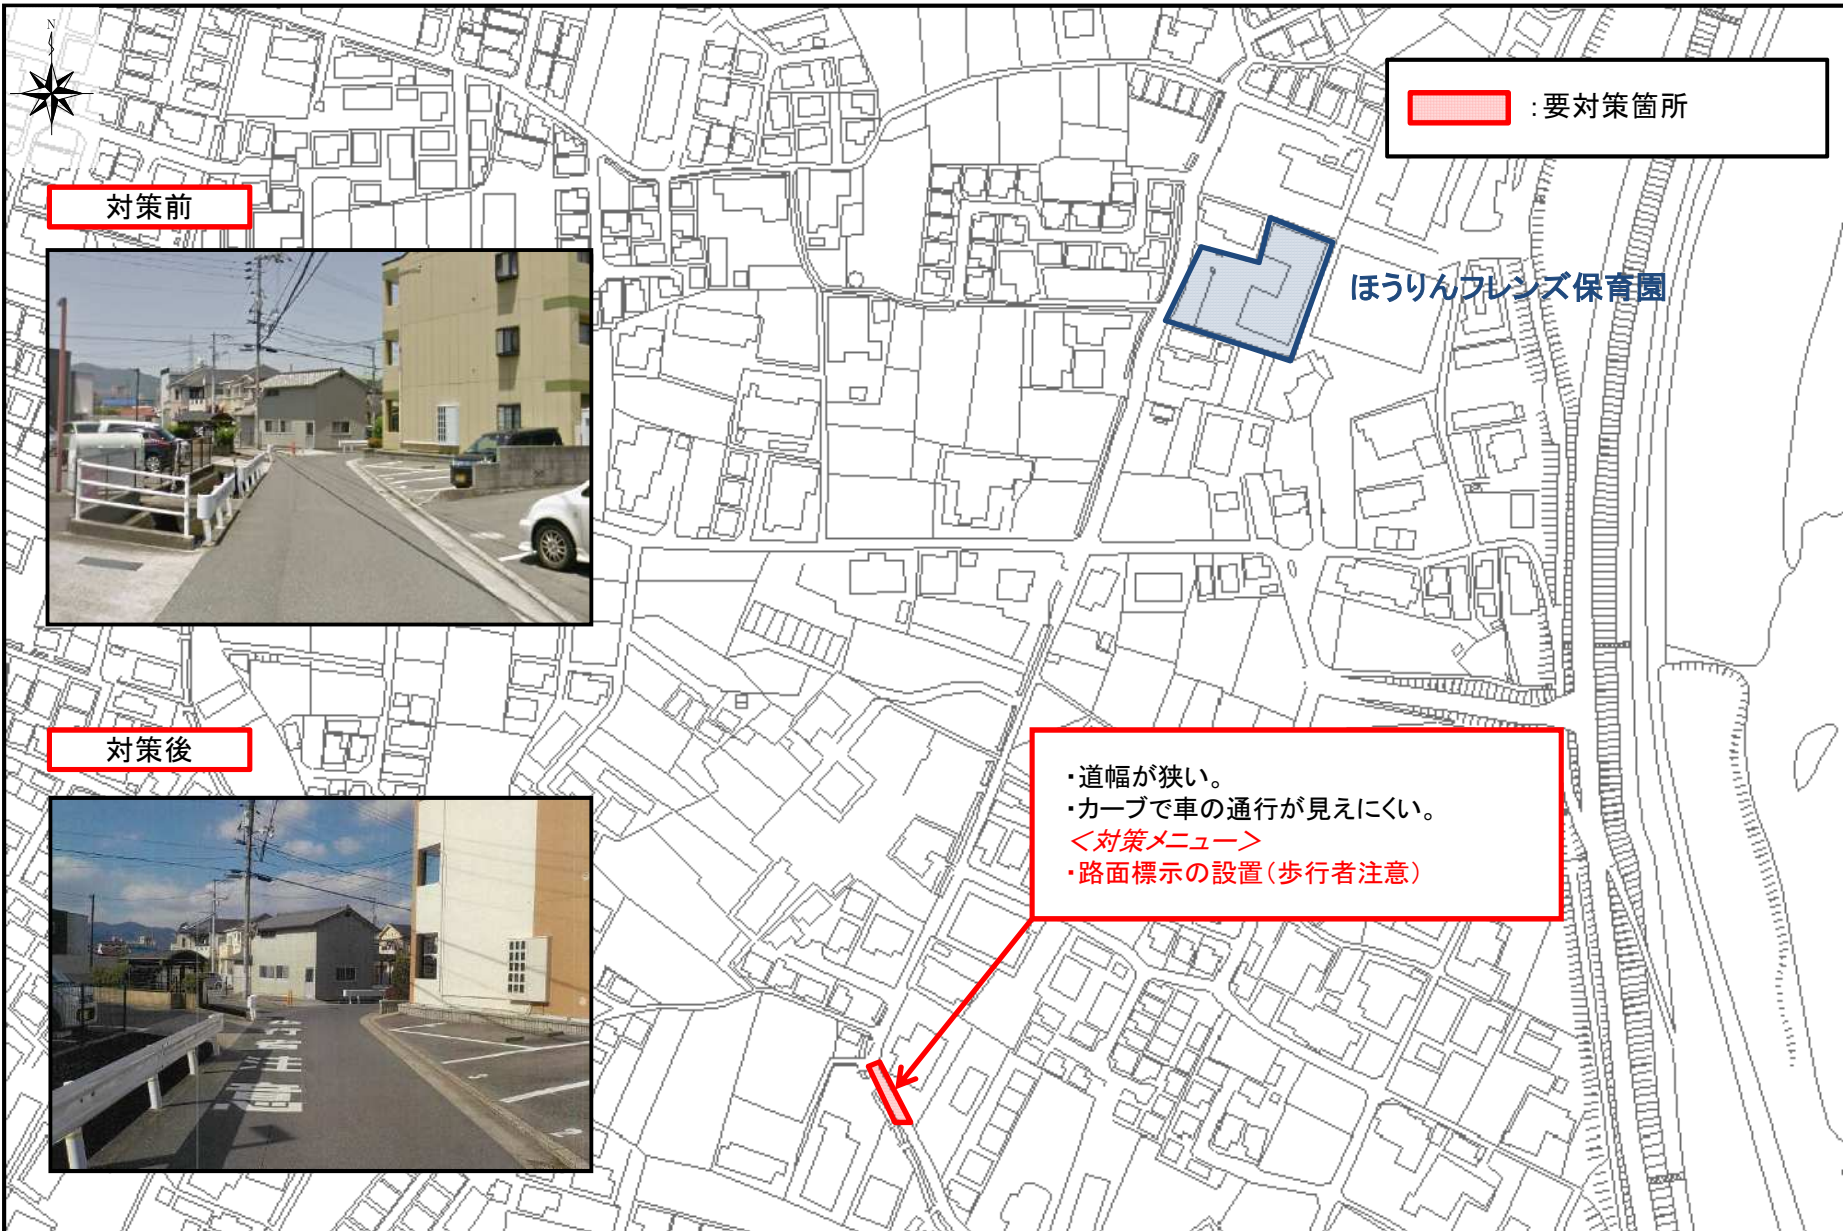 N
:要対策箇所
対策前
ほうりんフレンズ保育園
対策後
・道幅が狭い。
・カーブで車の通行が見えにくい。
<対策メニュー>
・路面標示の設置(歩行者注意)